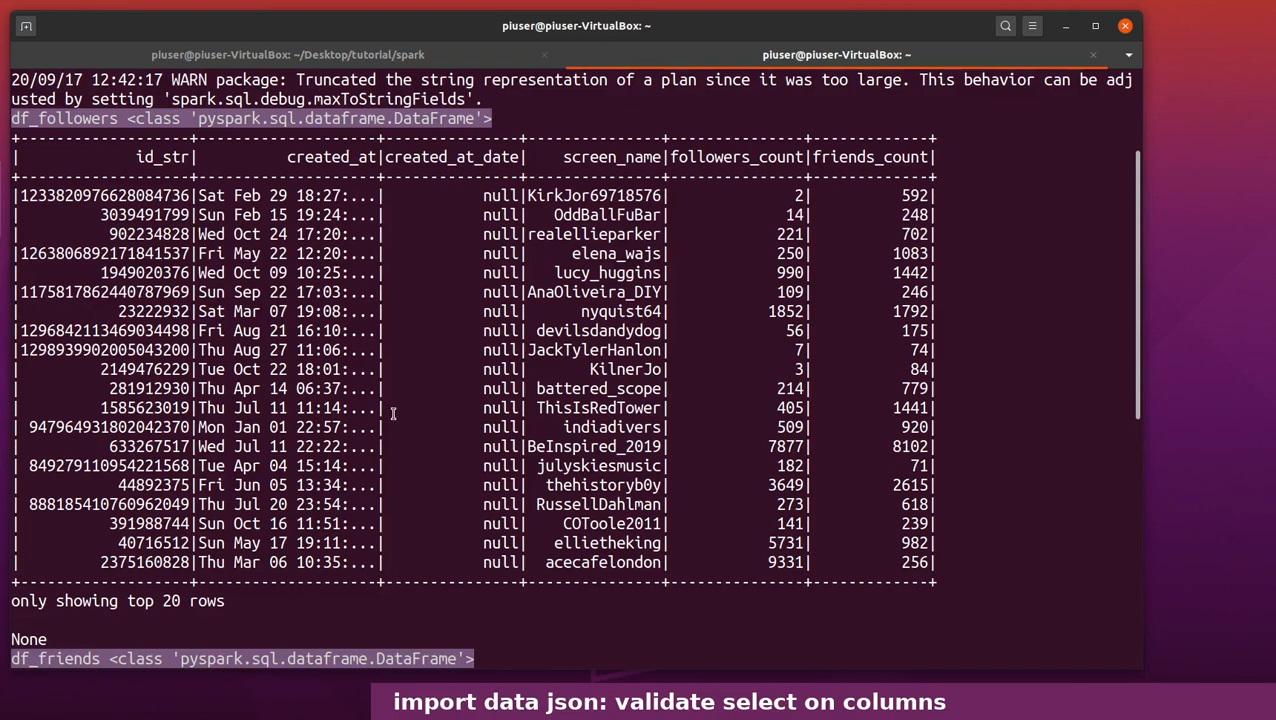 piuser@piuser-VirtualBox: ~
piuser@piuser-VirtualBox: ~/Desktop/tutorial/spark
piuser@piuser-VirtualBox: ~
20/09/17 12:42:17 WARN package: Truncated the string representation of a plan since it was too large. This behavior can be adj
usted by setting 'spark.sql.debug.maxToStringFields'.
df_followers <class 'pyspark.sql.dataframe.DataFrame'>
+-------------------+--------------------+---------------+---------------+---------------+-------------+
|             id_str|          created_at|created_at_date|    screen_name|followers_count|friends_count|
+-------------------+--------------------+---------------+---------------+---------------+-------------+
|1233820976628084736|Sat Feb 29 18:27:...|           null|KirkJor69718576|              2|          592|
|         3039491799|Sun Feb 15 19:24:...|           null|   OddBallFuBar|             14|          248|
|          902234828|Wed Oct 24 17:20:...|           null|realellieparker|            221|          702|
|1263806892171841537|Fri May 22 12:20:...|           null|     elena_wajs|            250|         1083|
|         1949020376|Wed Oct 09 10:25:...|           null|   lucy_huggins|            990|         1442|
|1175817862440787969|Sun Sep 22 17:03:...|           null|AnaOliveira_DIY|            109|          246|
|           23222932|Sat Mar 07 19:08:...|           null|      nyquist64|           1852|         1792|
|1296842113469034498|Fri Aug 21 16:10:...|           null| devilsdandydog|             56|          175|
|1298939902005043200|Thu Aug 27 11:06:...|           null|JackTylerHanlon|              7|           74|
|         2149476229|Tue Oct 22 18:01:...|           null|       KilnerJo|              3|           84|
|          281912930|Thu Apr 14 06:37:...|           null| battered_scope|            214|          779|
|         1585623019|Thu Jul 11 11:14:...|           null| ThisIsRedTower|            405|         1441|
| 947964931802042370|Mon Jan 01 22:57:...|           null|    indiadivers|            509|          920|
|          633267517|Wed Jul 11 22:22:...|           null|BeInspired_2019|           7877|         8102|
| 849279110954221568|Tue Apr 04 15:14:...|           null| julyskiesmusic|            182|           71|
|           44892375|Fri Jun 05 13:34:...|           null|  thehistoryb0y|           3649|         2615|
| 888185410760962049|Thu Jul 20 23:54:...|           null| RussellDahlman|            273|          618|
|          391988744|Sun Oct 16 11:51:...|           null|    COToole2011|            141|          239|
|           40716512|Sun May 17 19:11:...|           null|    ellietheking|           5731|          982|
|         2375160828|Thu Mar 06 10:35:...|           null|  acecafelondon|           9331|          256|
+-------------------+--------------------+---------------+---------------+---------------+-------------+
only showing top 20 rows
None
df_friends <class 'pyspark.sql.dataframe.DataFrame'>
import data json: validate select on columns